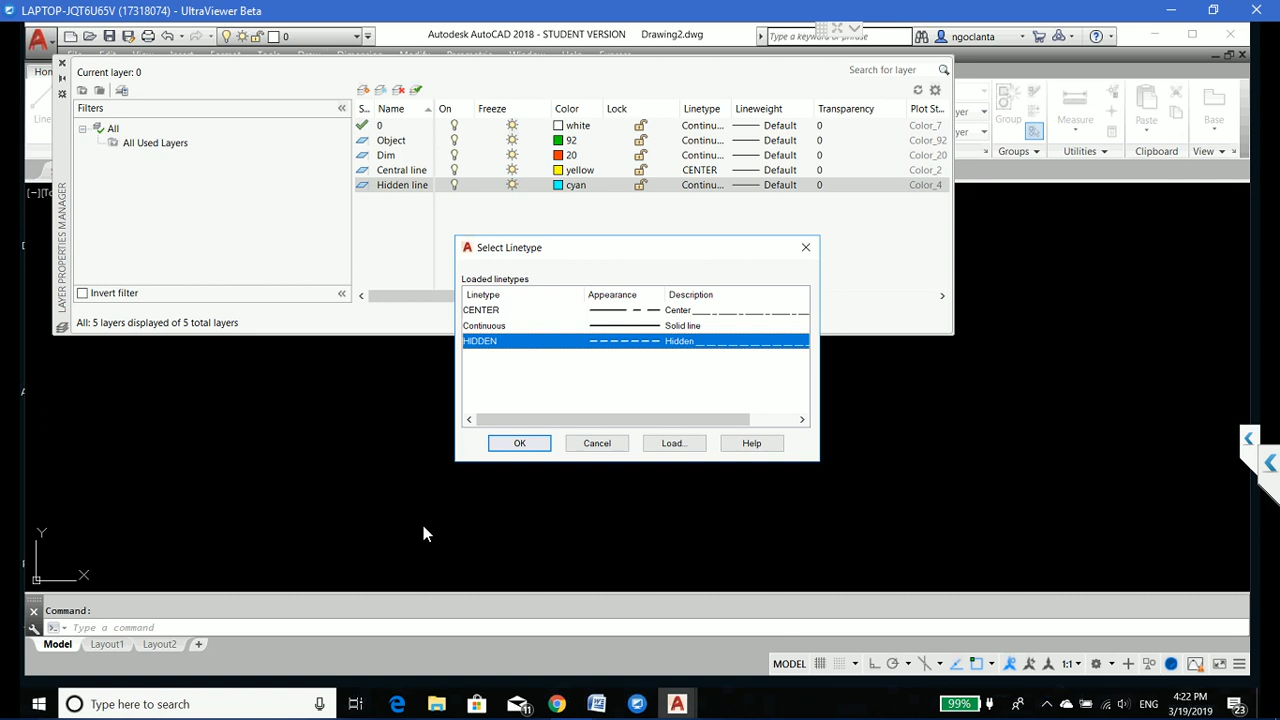 LAPTOP-JQT6U65V (17318074) - UltraViewer Beta
0
Autodesk AutoCAD 2018 - STUDENT VERSION Drawing2.dwg
Type a keyword or phrase
ngoclanta
Current layer: 0
Search for layer
Filters
All
All Used Layers
Invert filter
All: 5 layers displayed of 5 total layers
LAYER PROPERTIES MANAGER
S.. Name On Freeze Color Lock Linetype Lineweight Transparency Plot St...
0 white Continu... Default 0 Color_7
Object 92 Continu... Default 0 Color_92
Dim 20 Continu... Default 0 Color_20
Central line yellow CENTER Default 0 Color_2
Hidden line cyan Continu... Default 0 Color_4
Group Measure Paste Base
Groups Utilities Clipboard View
Select Linetype
Loaded linetypes
Linetype Appearance Description
CENTER Center
Continuous Solid line
HIDDEN Hidden
OK Cancel Load... Help
Y
X
Command:
Type a command
Model Layout1 Layout2 +
MODEL 1:1
Type here to search
11
99%
ENG
4:22 PM
3/19/2019
23